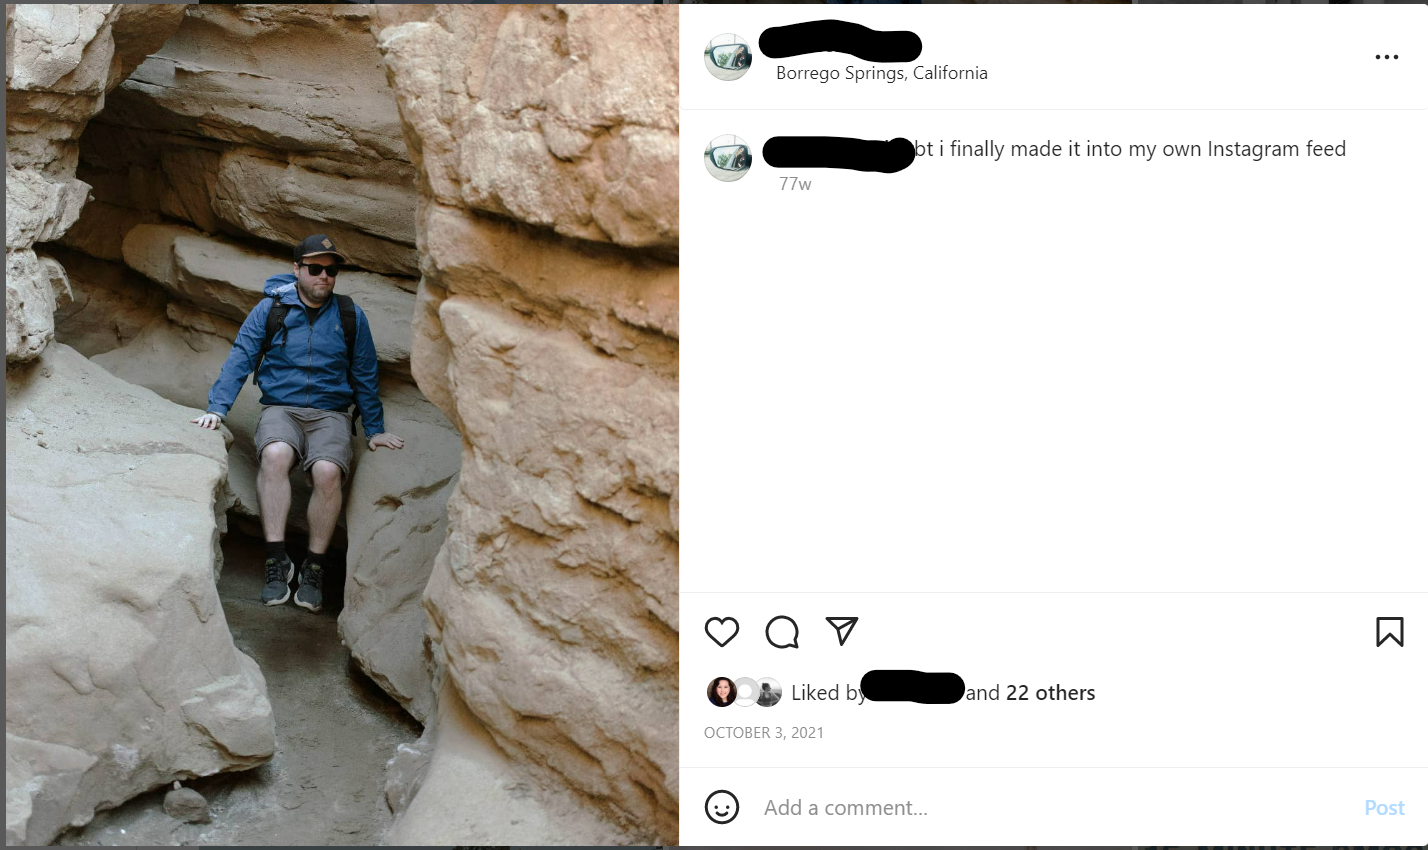 Borrego Springs, California
i finally made it into my own Instagram feed
77w
Liked by and 22 others
OCTOBER 3, 2021
Add a comment...
Post